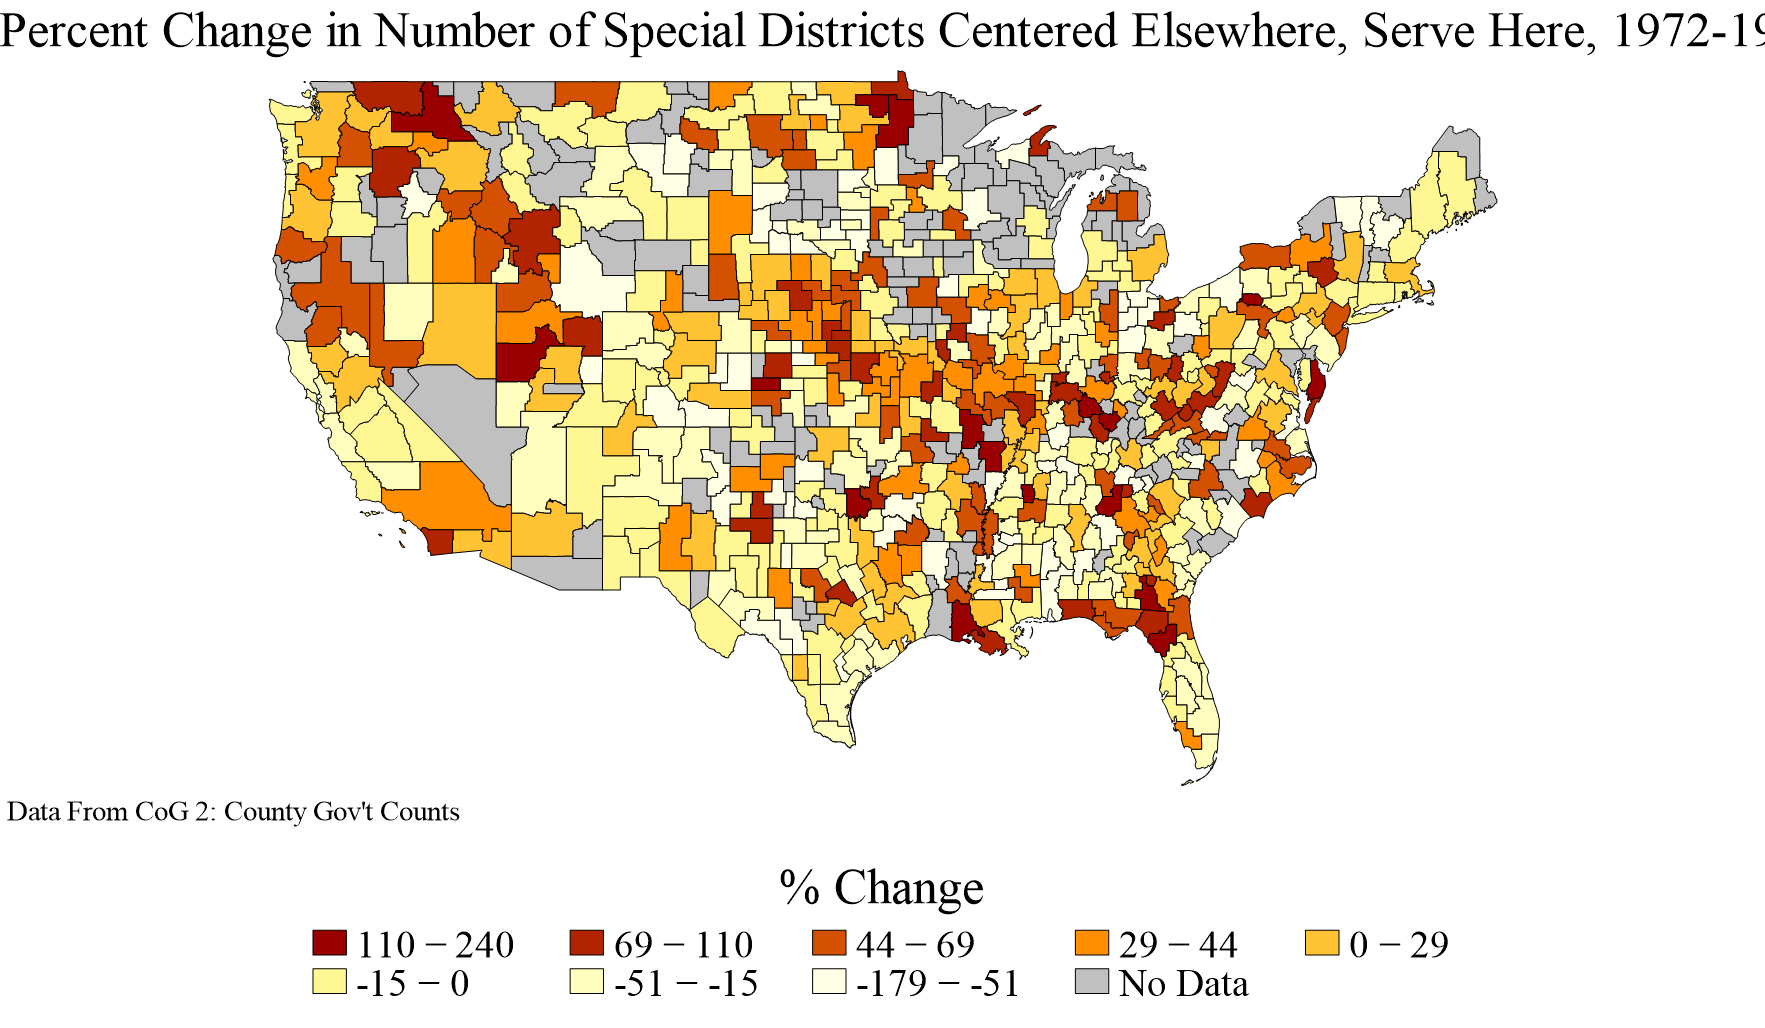 Percent Change in Number of Special Districts Centered Elsewhere, Serve Here, 1972-19
Data From CoG 2: County Gov't Counts
% Change
110 − 240 69 − 110 44 − 69 29 − 44 0 − 29
-15 − 0 -51 − -15 -179 − -51 No Data